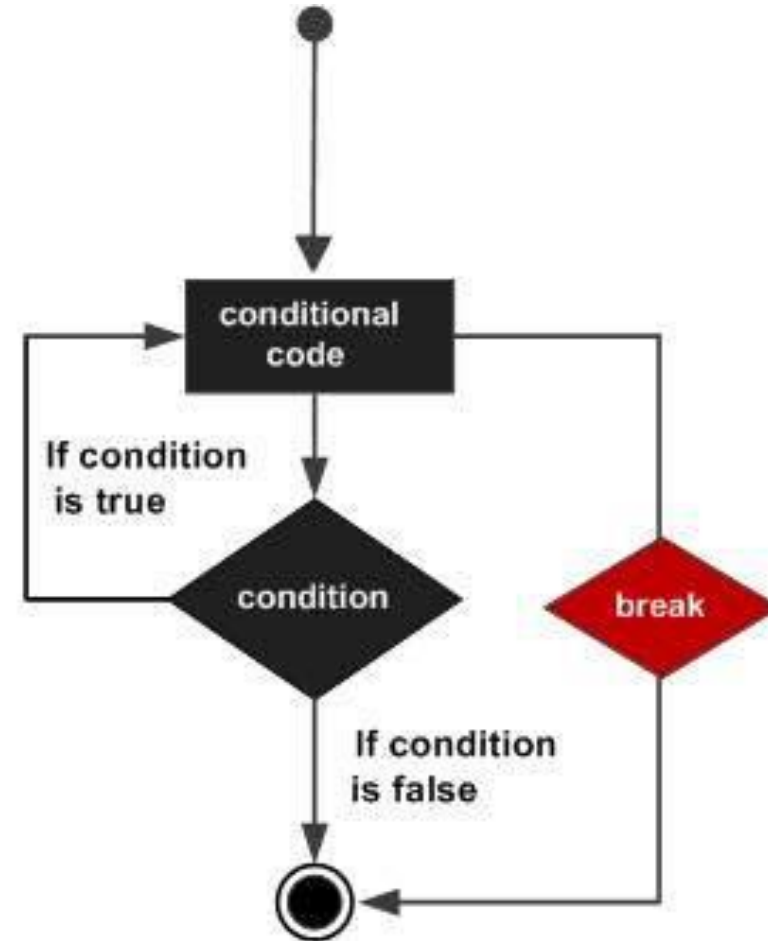 conditional
code
If condition
is true
condition
break
If condition
is false